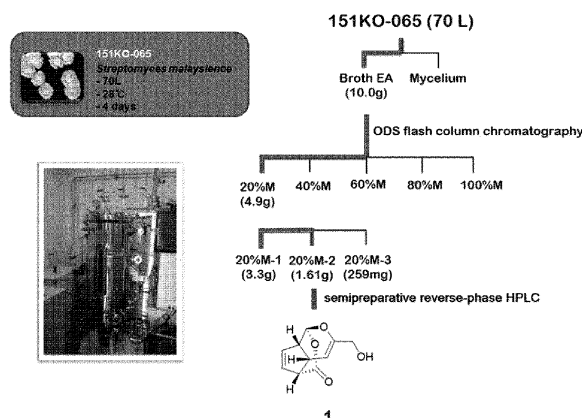 151KO-065 (70 L)
151KO-065
Streptomyces malaysience
- 70L
- 28℃
- 4 days
Broth EA
(10.0g)
Mycelium
ODS flash column chromatography
20%M
(4.9g)
40%M
60%M
80%M
100%M
20%M-1
(3.3g)
20%M-2
(1.61g)
20%M-3
(259mg)
semipreparative reverse-phase HPLC
H
O
O
H
OH
H
O
1